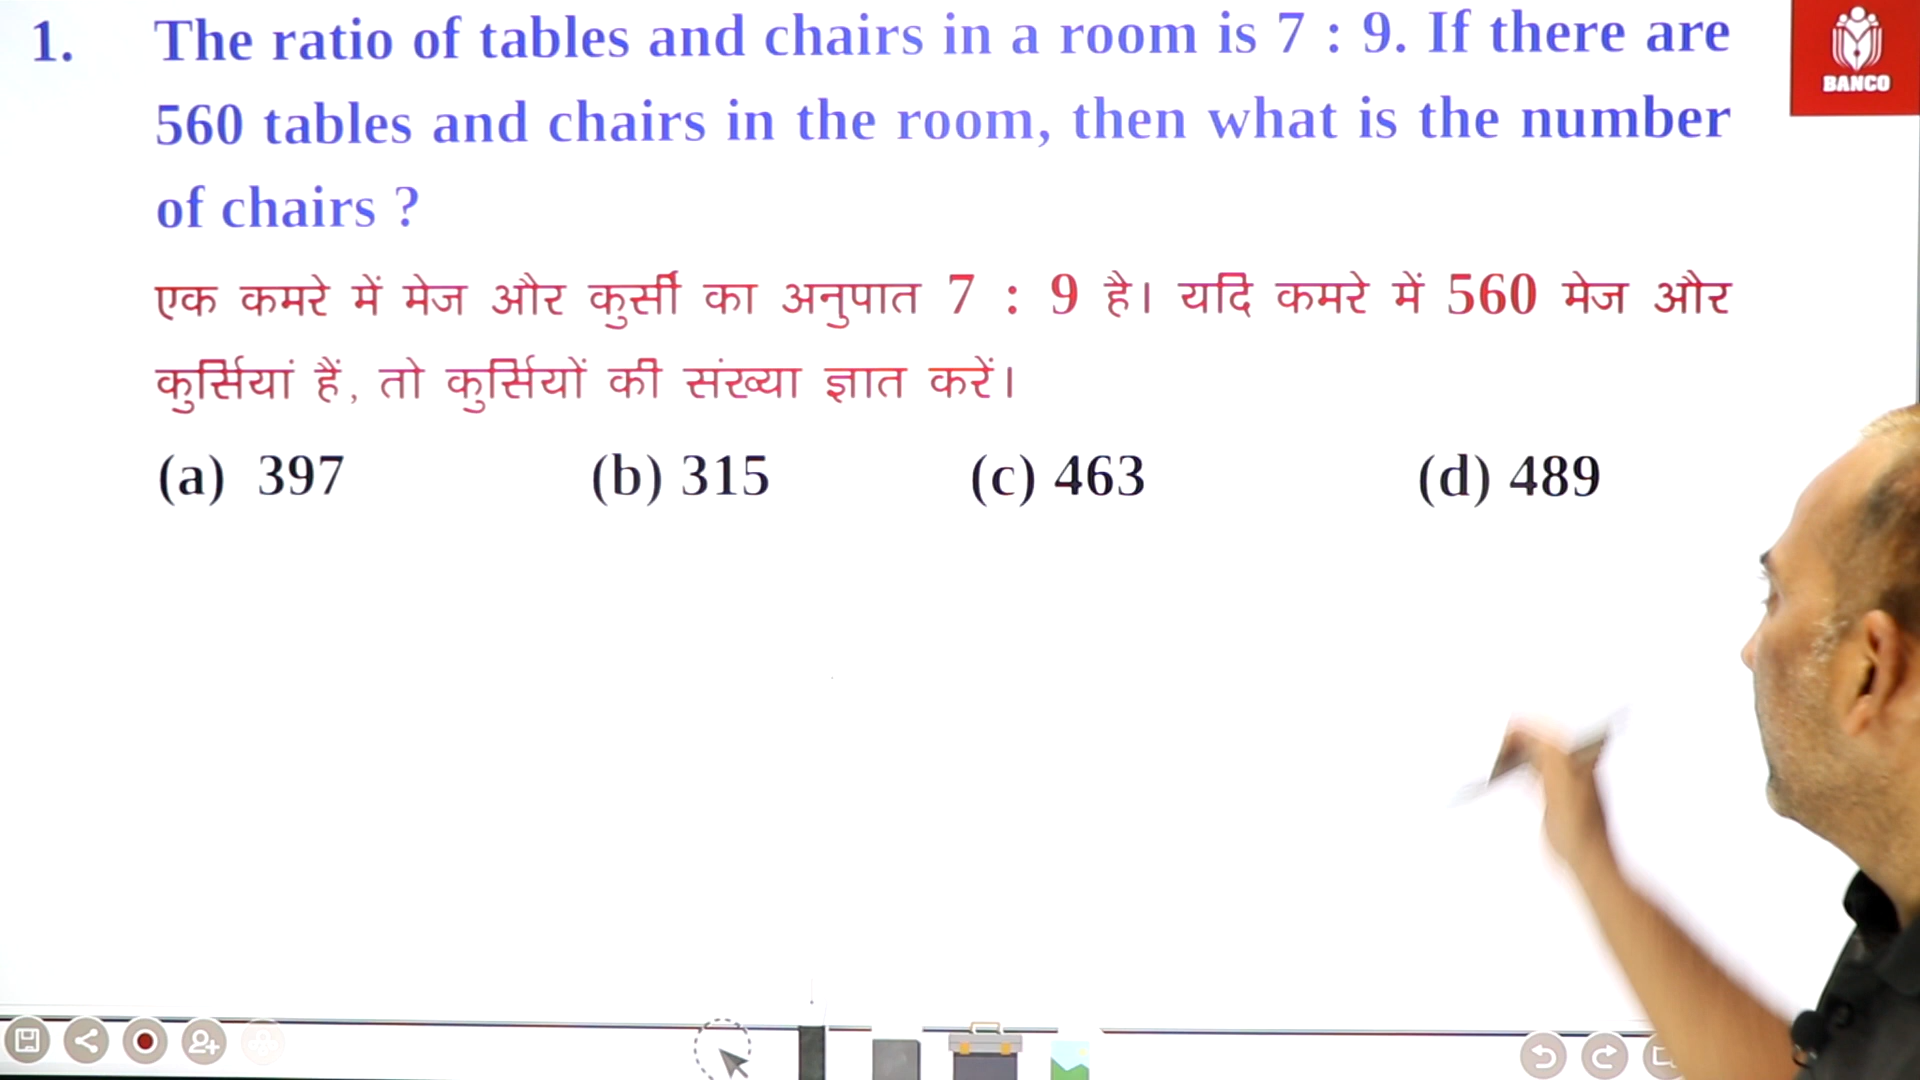 1. The ratio of tables and chairs in a room is 7 : 9. If there are
560 tables and chairs in the room, then what is the number
of chairs ?
एक कमरे में मेज और कुर्सी का अनुपात 7 : 9 है। यदि कमरे में 560 मेज और
कुर्सियां हैं, तो कुर्सियों की संख्या ज्ञात करें।
(a) 397 (b) 315 (c) 463 (d) 489
BANCO